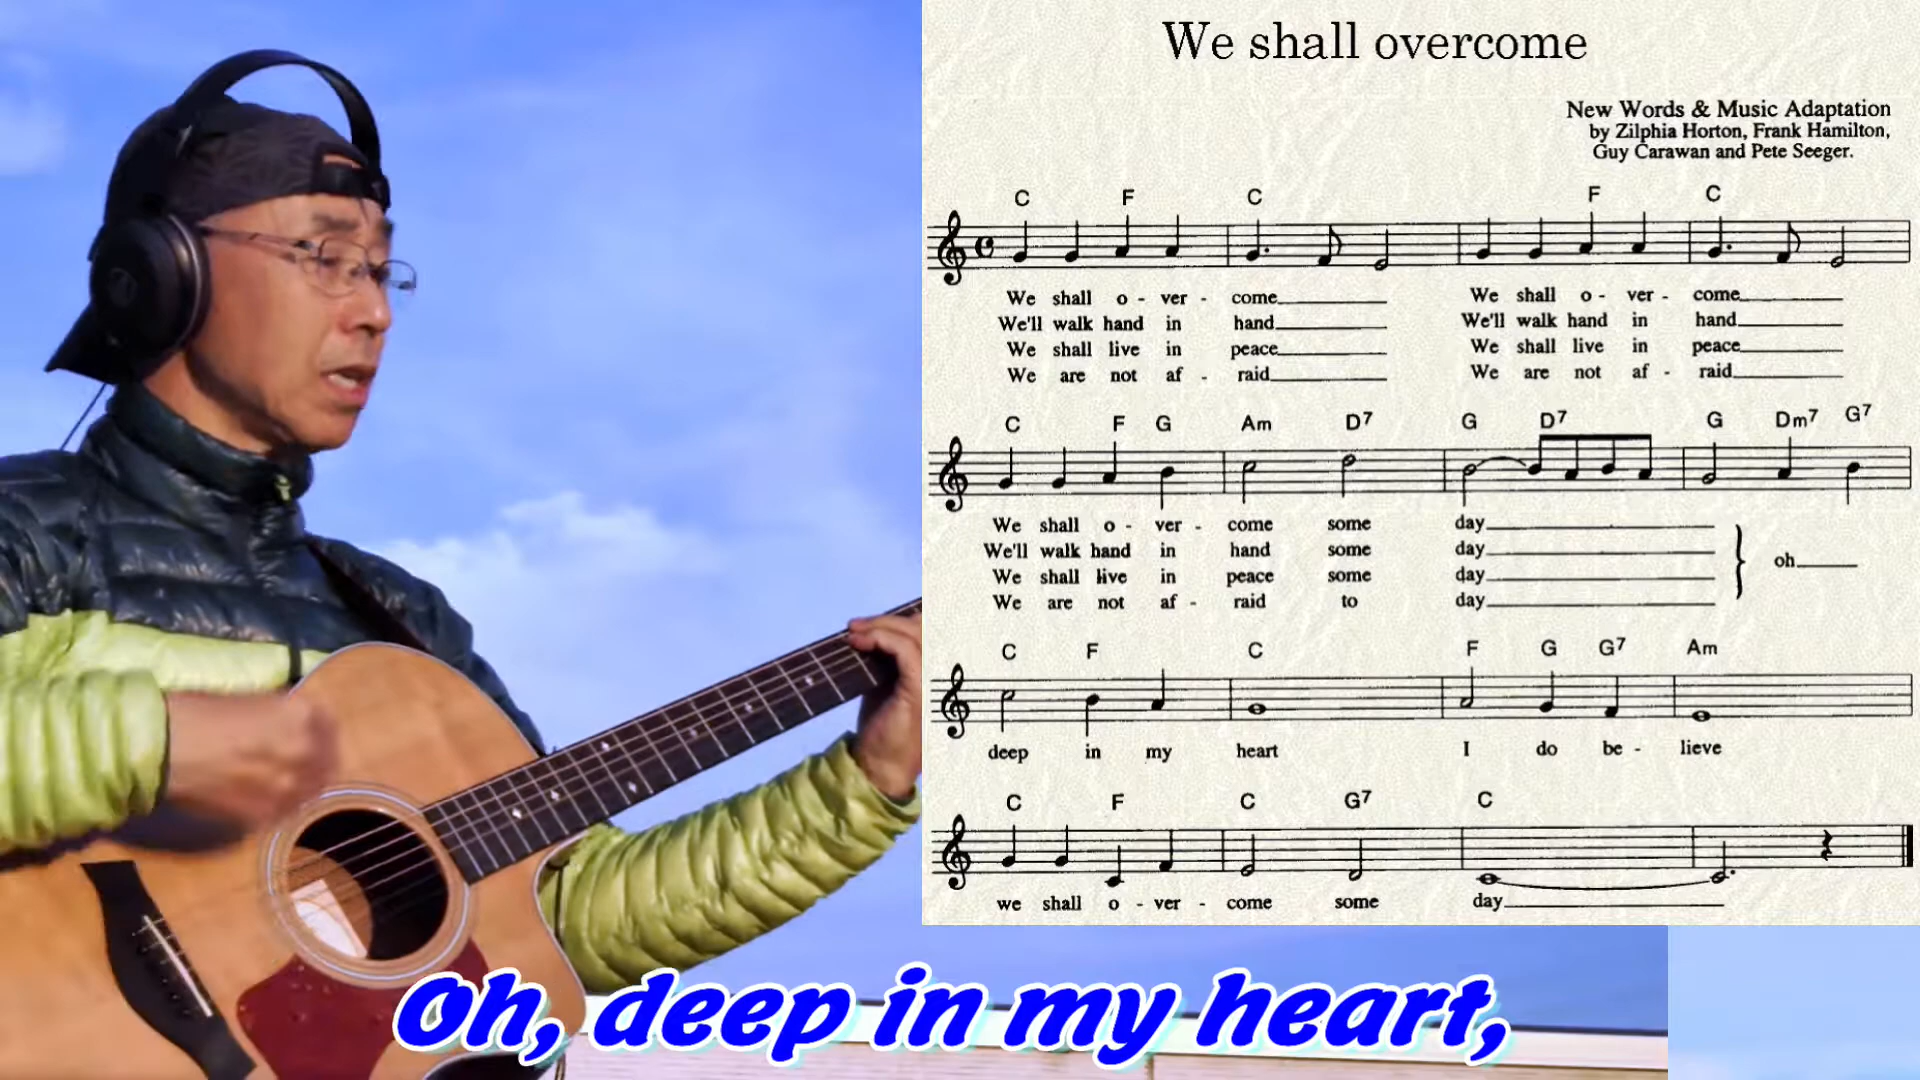 We shall overcome
New Words & Music Adaptation
by Zilphia Horton, Frank Hamilton,
Guy Carawan and Pete Seeger.
C F C F C
We shall o - ver - come We shall o - ver - come
We'll walk hand in hand We'll walk hand in hand
We shall live in peace We shall live in peace
We are not af - raid We are not af - raid
C F G Am D7 G D7 G Dm7 G7
We shall o - ver - come some day
We'll walk hand in hand some day
oh
We shall live in peace some day
We are not af - raid to day
C F C F G G7 Am
deep in my heart I do be - lieve
C F C G7 C
we shall o - ver - come some day
Oh, deep in my heart,